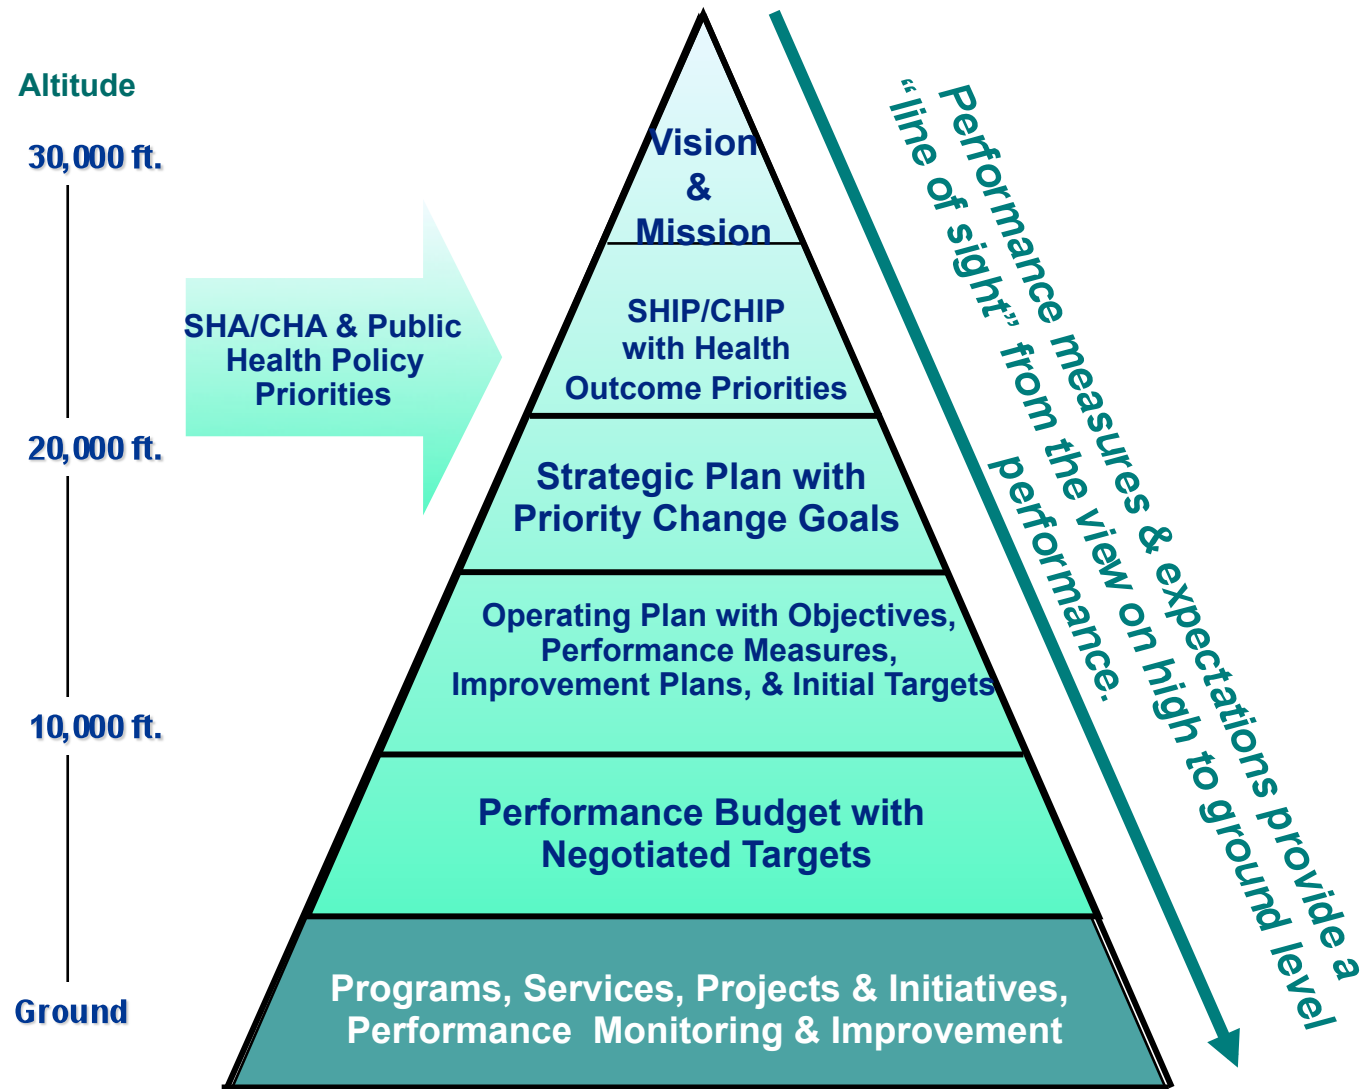 Altitude
30,000 ft.
20,000 ft.
10,000 ft.
Ground
SHA/CHA & Public
Health Policy
Priorities
Vision
&
Mission
SHIP/CHIP
with Health
Outcome Priorities
Strategic Plan with
Priority Change Goals
Operating Plan with Objectives,
Performance Measures,
Improvement Plans, & Initial Targets
Performance Budget with
Negotiated Targets
Programs, Services, Projects & Initiatives,
Performance Monitoring & Improvement
Performance measures & expectations provide a
“line of sight” from the view on high to ground level
performance.